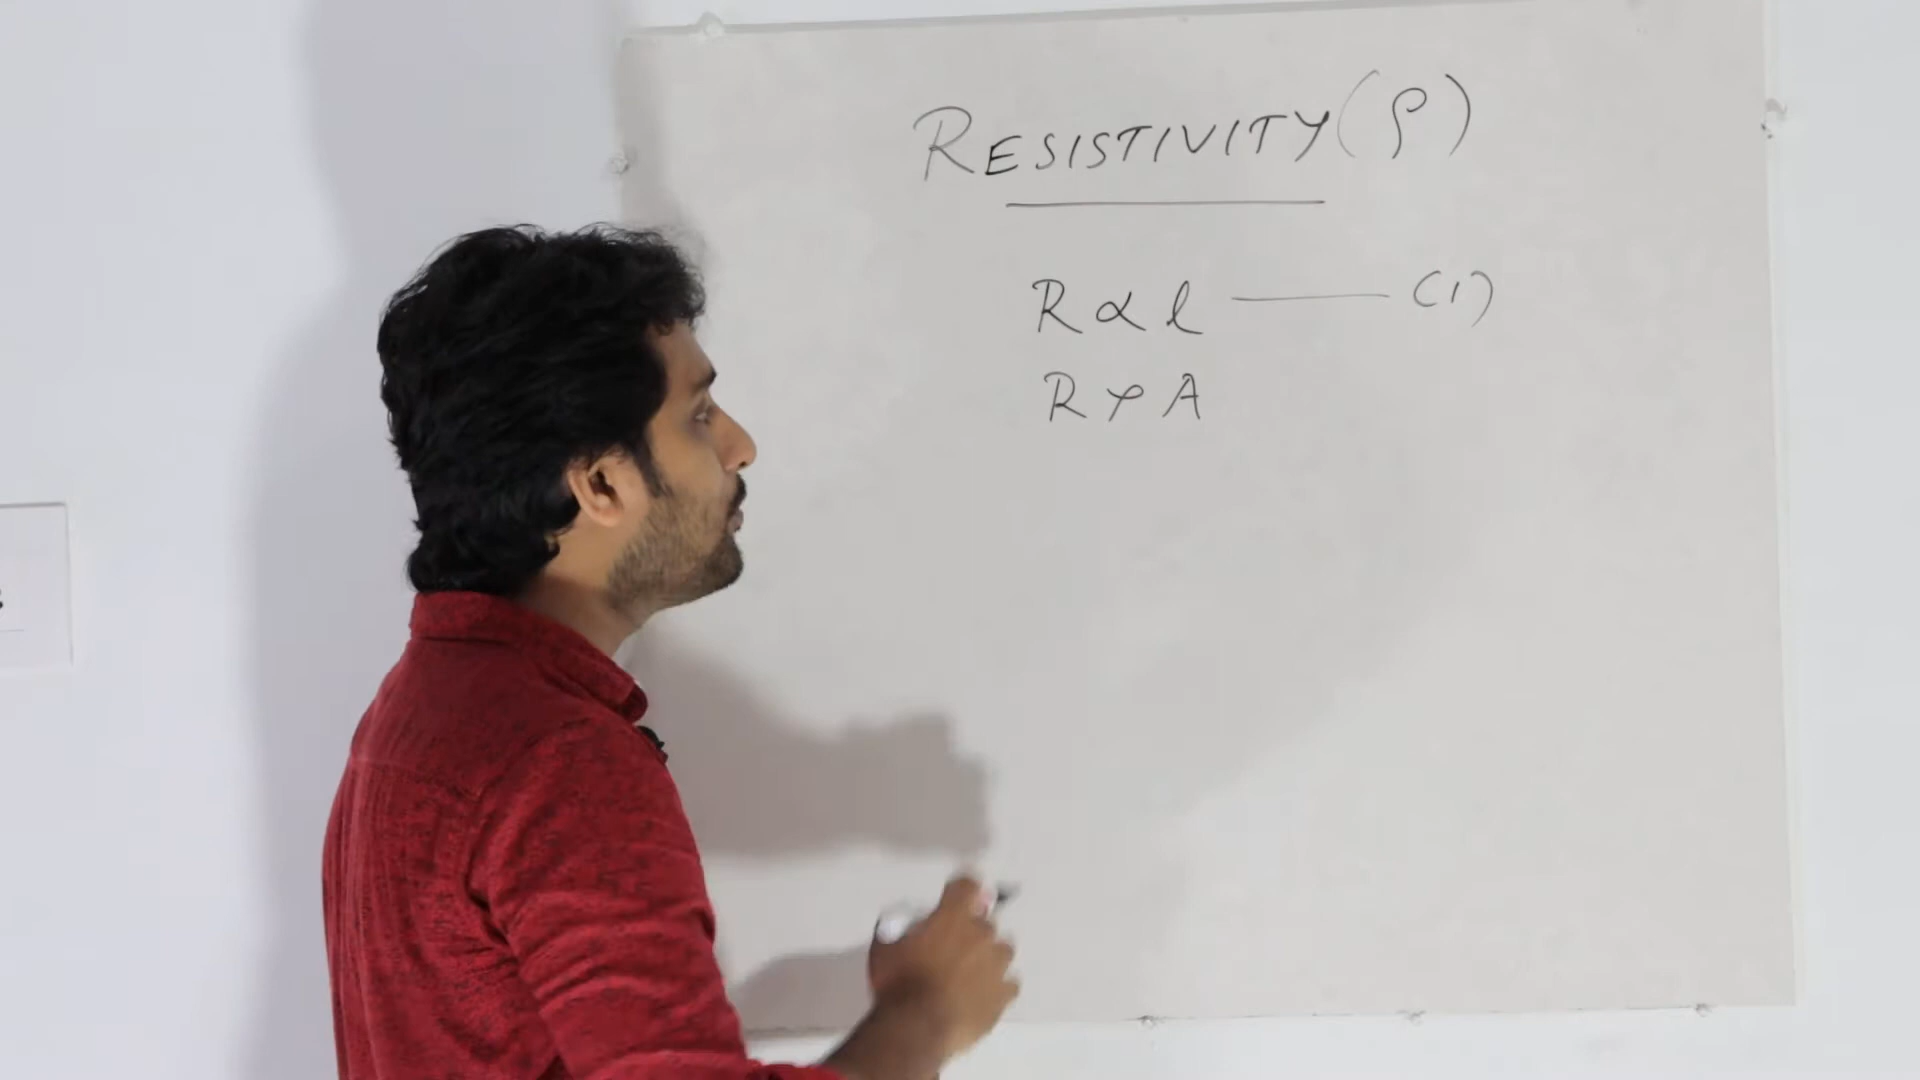 RESISTIVITY (ρ)
R ∝ l —— (1)
R ∝ A